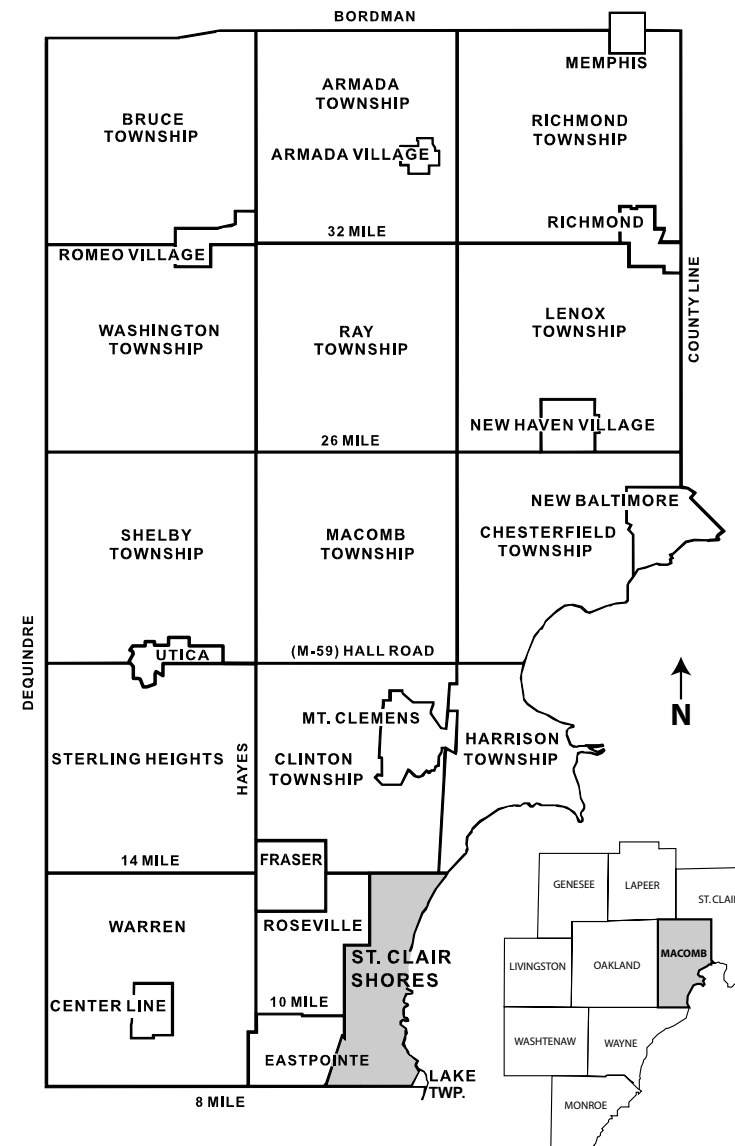 BORDMAN
MEMPHIS
ARMADA
TOWNSHIP
BRUCE
TOWNSHIP
RICHMOND
TOWNSHIP
ARMADA VILLAGE
RICHMOND
32 MILE
ROMEO VILLAGE
COUNTY LINE
WASHINGTON
TOWNSHIP
RAY
TOWNSHIP
LENOX
TOWNSHIP
NEW HAVEN VILLAGE
26 MILE
NEW BALTIMORE
SHELBY
TOWNSHIP
MACOMB
TOWNSHIP
CHESTERFIELD
TOWNSHIP
DEQUINDRE
UTICA
(M-59) HALL ROAD
N
MT. CLEMENS
STERLING HEIGHTS
HAYES
CLINTON
TOWNSHIP
HARRISON
TOWNSHIP
14 MILE
FRASER
WARREN
ROSEVILLE
ST. CLAIR
SHORES
CENTER LINE
10 MILE
EASTPOINTE
LAKE
TWP.
8 MILE
GENESEE
LAPEER
ST. CLAIR
LIVINGSTON
OAKLAND
MACOMB
WASHTENAW
WAYNE
MONROE